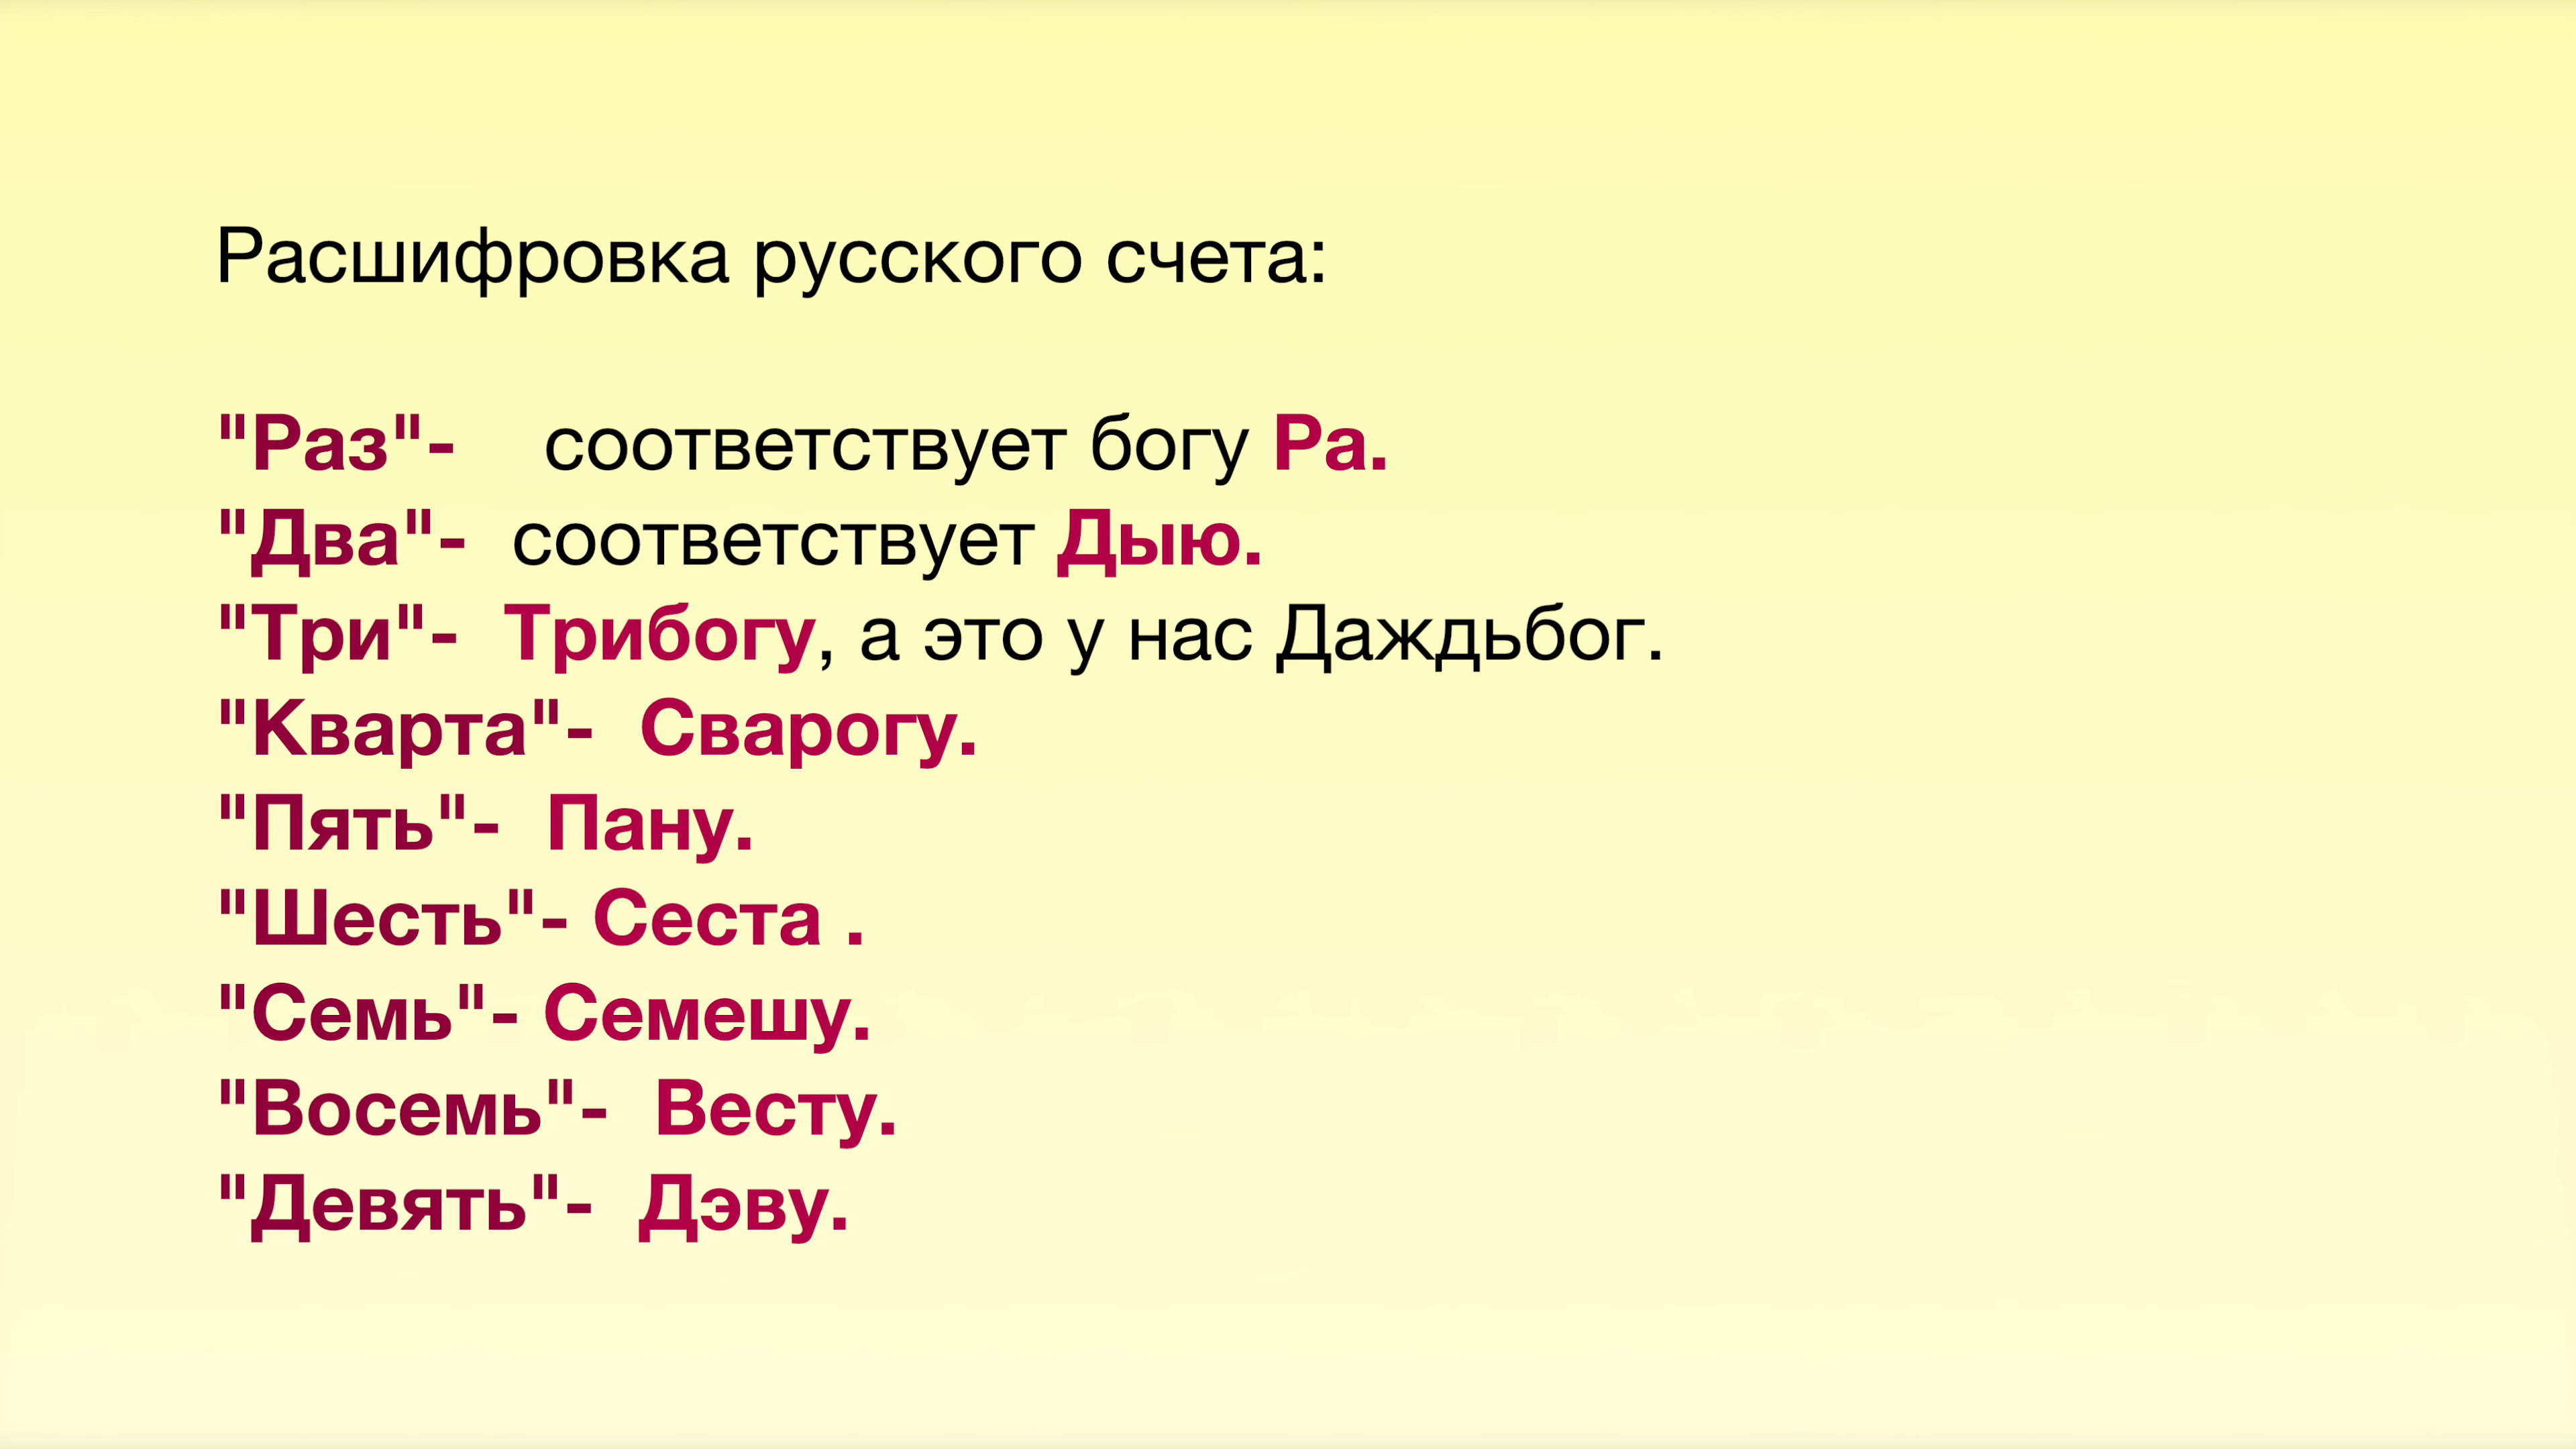 Расшифровка русского счета:
"Раз"- соответствует богу Ра.
"Два"- соответствует Дыю.
"Три"- Трибогу, а это у нас Даждьбог.
"Кварта"- Сварогу.
"Пять"- Пану.
"Шесть"- Сеста .
"Семь"- Семешу.
"Восемь"- Весту.
"Девять"- Дэву.